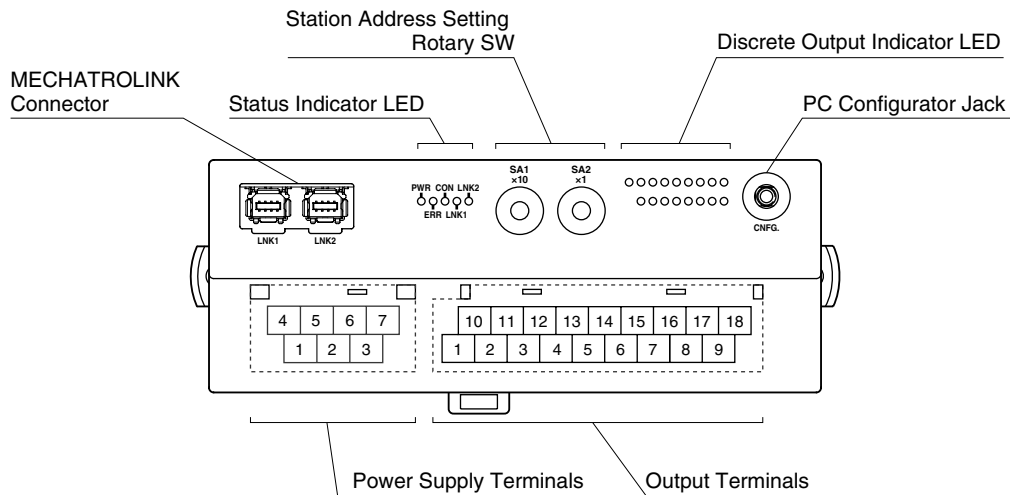 Station Address Setting
Rotary SW
Discrete Output Indicator LED
MECHATROLINK
Connector
Status Indicator LED
PC Configurator Jack
SA1
×10
SA2
×1
PWR CON LNK2
ERR LNK1
LNK1
LNK2
CNFG.
4 5 6 7
10 11 12 13 14 15 16 17 18
1 2 3
1 2 3 4 5 6 7 8 9
Power Supply Terminals
Output Terminals